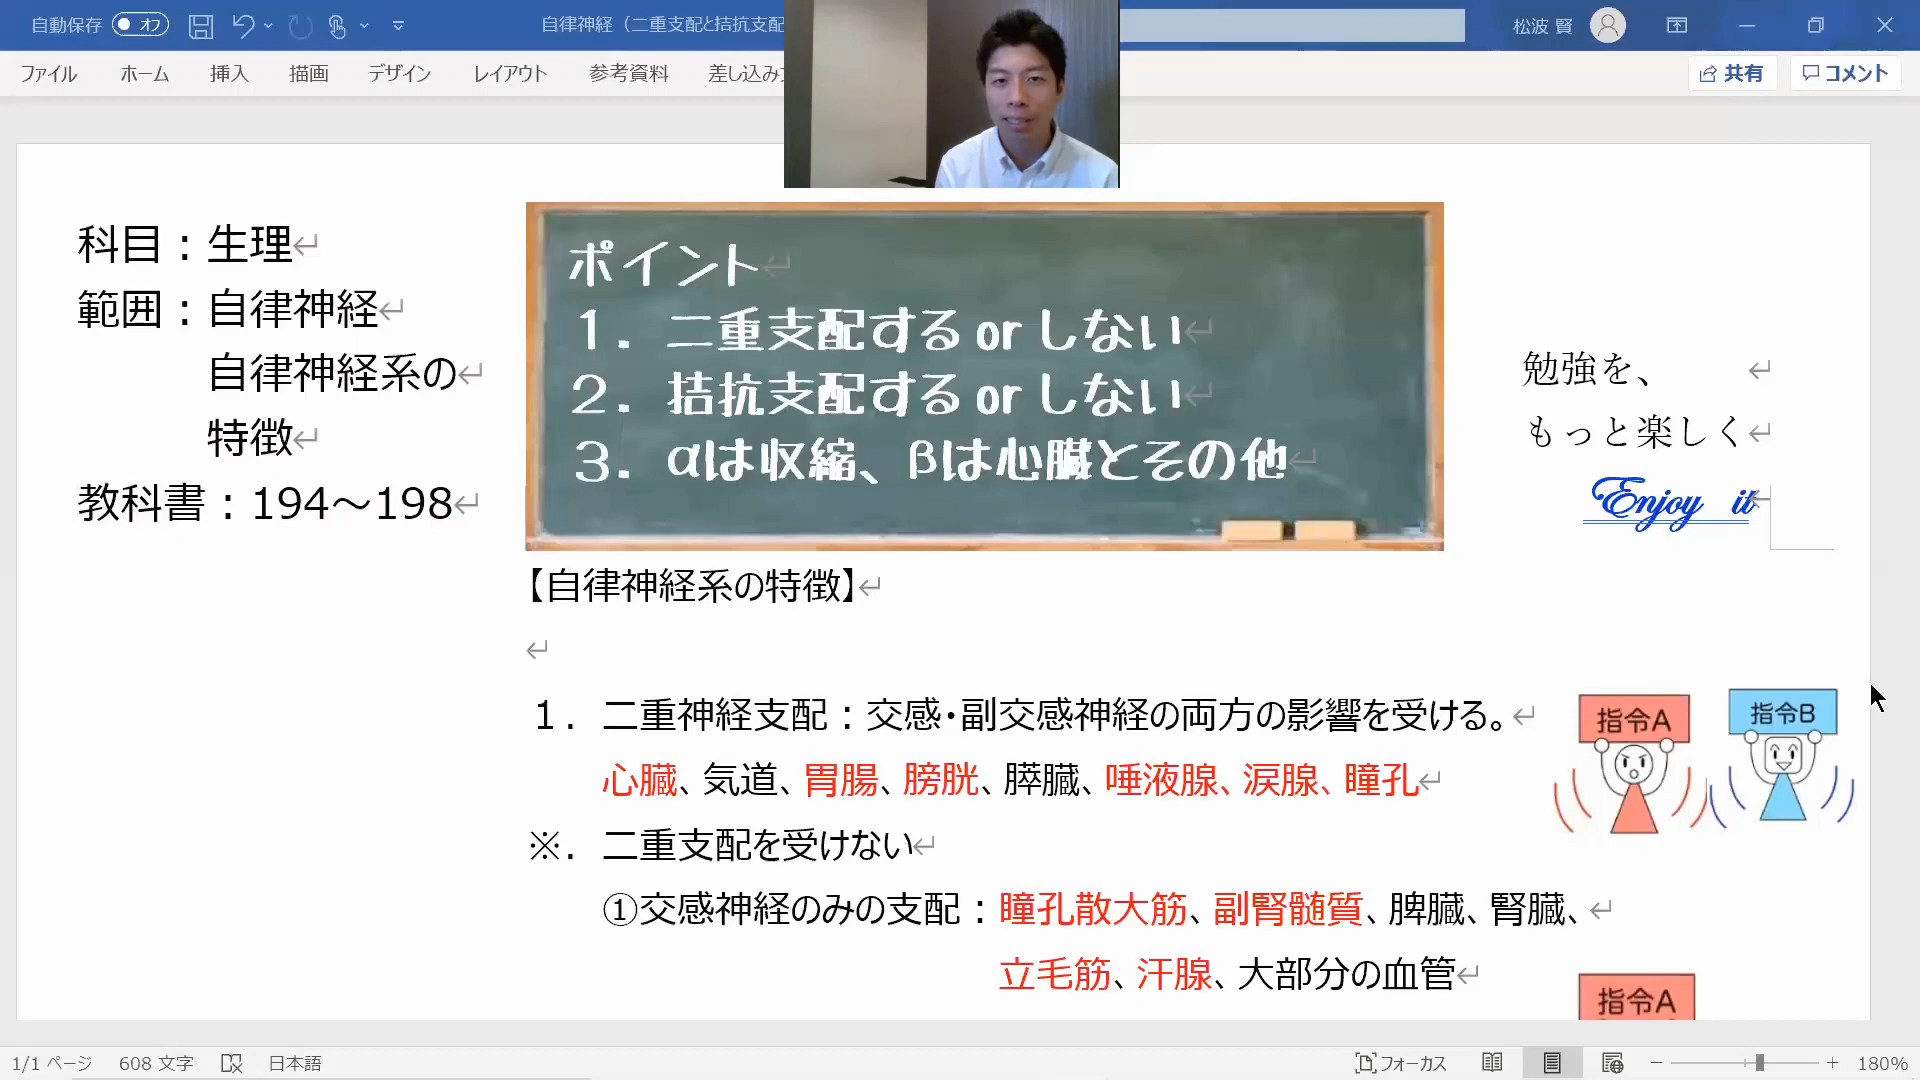 自動保存 オフ
自律神経（二重支配と拮抗支配
松波 賢
ファイル ホーム 挿入 描画 デザイン レイアウト 参考資料 差し込み
共有 コメント
科目：生理
範囲：自律神経
自律神経系の
特徴
教科書：194～198
ポイント
１．二重支配する or しない
２．拮抗支配する or しない
３．αは収縮、βは心臓とその他
勉強を、
もっと楽しく
Enjoy it
【自律神経系の特徴】
１．二重神経支配：交感・副交感神経の両方の影響を受ける。
心臓、気道、胃腸、膀胱、膵臓、唾液腺、涙腺、瞳孔
指令A
指令B
※．二重支配を受けない
①交感神経のみの支配：瞳孔散大筋、副腎髄質、脾臓、腎臓、
立毛筋、汗腺、大部分の血管
指令A
1/1 ページ 608 文字 日本語 フォーカス 180%